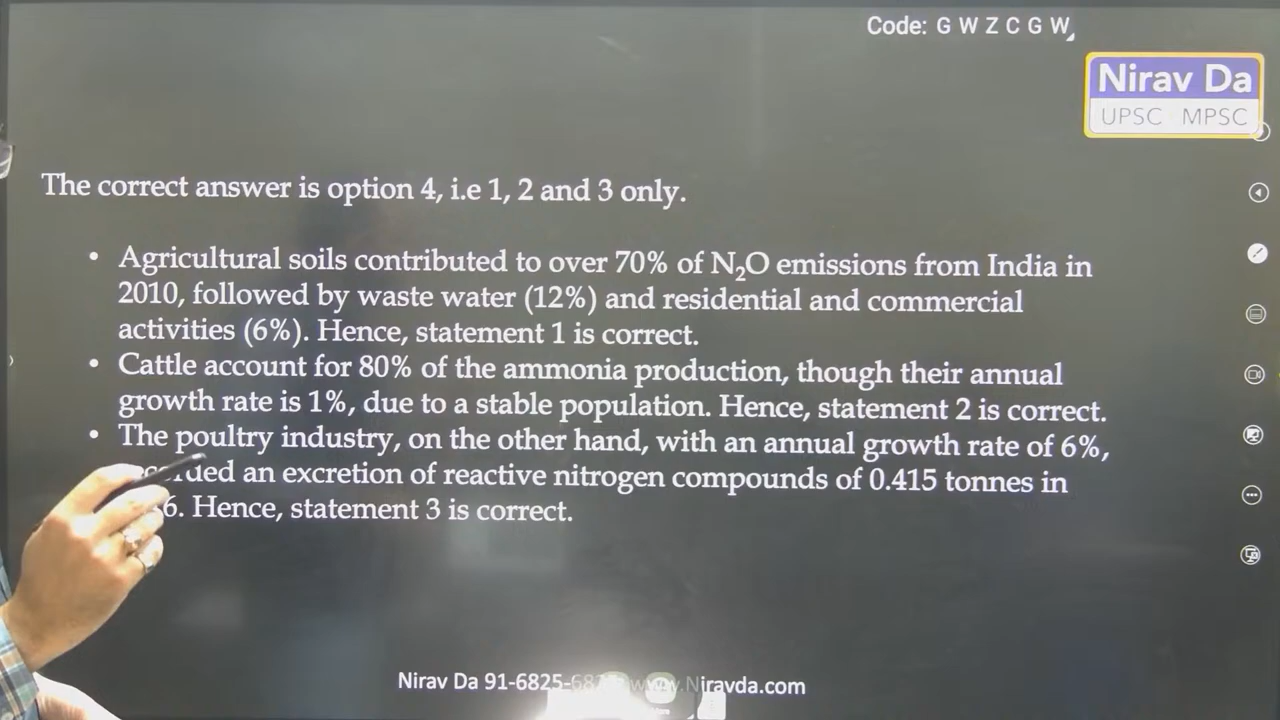 Code: G W Z C G W
Nirav Da
UPSC MPSC
The correct answer is option 4, i.e 1, 2 and 3 only.
• Agricultural soils contributed to over 70% of N₂O emissions from India in
2010, followed by waste water (12%) and residential and commercial
activities (6%). Hence, statement 1 is correct.
• Cattle account for 80% of the ammonia production, though their annual
growth rate is 1%, due to a stable population. Hence, statement 2 is correct.
• The poultry industry, on the other hand, with an annual growth rate of 6%,
an excretion of reactive nitrogen compounds of 0.415 tonnes in
Hence, statement 3 is correct.
Nirav Da 91-6825-